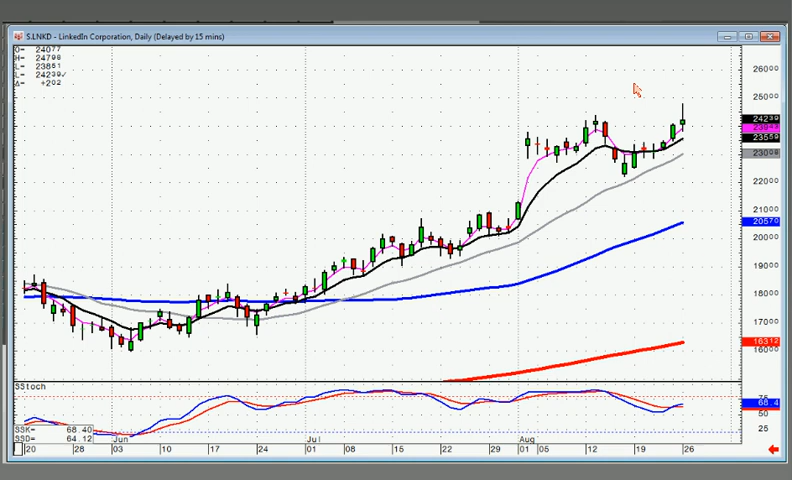 S.LNKD - LinkedIn Corporation, Daily (Delayed by 15 mins)
O= 24077
H= 24798
L= 23851
L= 24239/
Δ= +202
26000
25000
24239
23559
23098
22000
21000
20570
20000
19000
18000
17000
16312
16000
SStoch
75
68.4
50
25
SSK= 68.40
SSD= 64.12
20 28 03 Jun 10 17 24 Jul 01 08 15 22 29 Aug 01 05 12 19 26